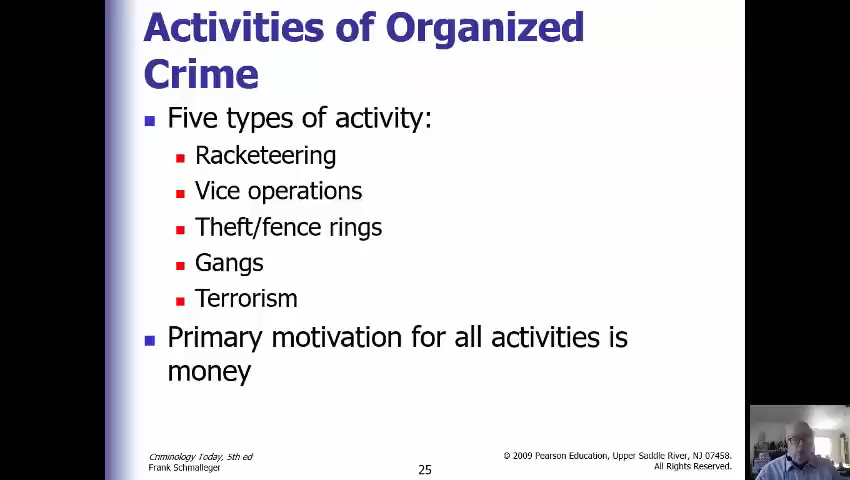 Activities of Organized
Crime
Five types of activity:
Racketeering
Vice operations
Theft/fence rings
Gangs
Terrorism
Primary motivation for all activities is
money
Criminology Today, 5th ed
Frank Schmalleger
25
© 2009 Pearson Education, Upper Saddle River, NJ 07458.
All Rights Reserved.